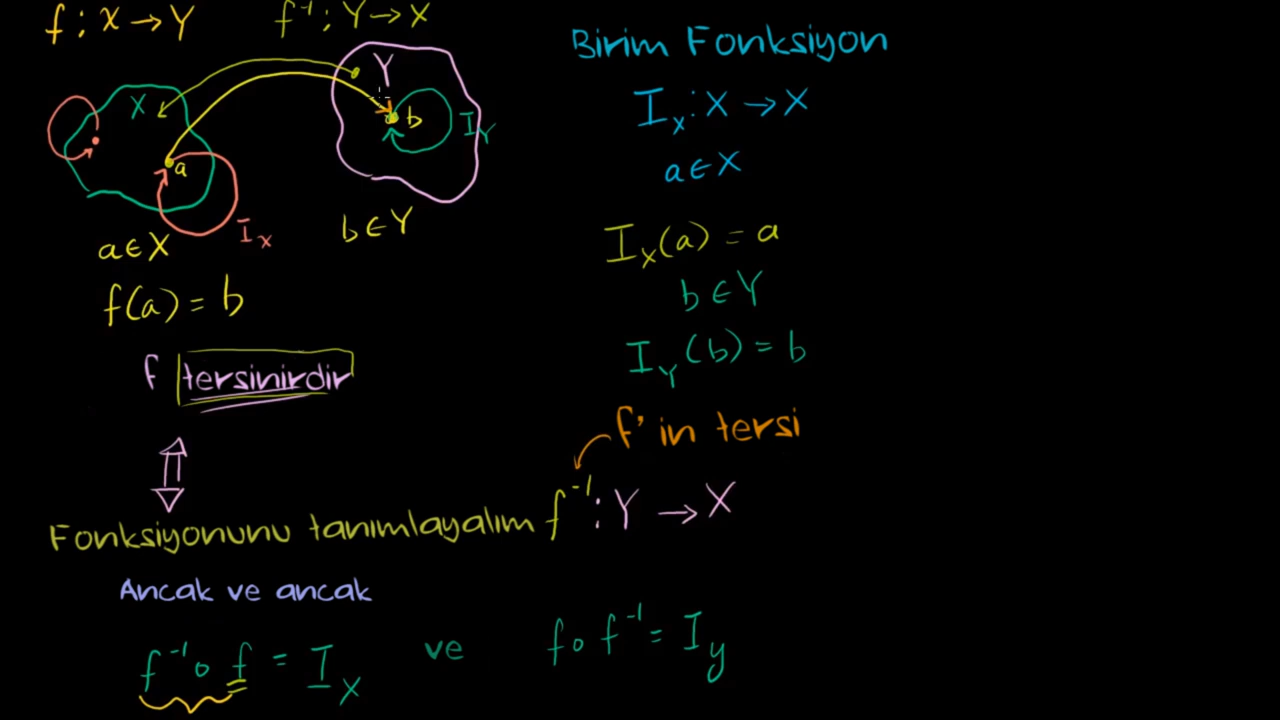 f : X → Y
f⁻¹ : Y → X
X
Y
a
b
I_Y
I_X
a ∈ X
b ∈ Y
f(a) = b
f tersinirdir
Birim Fonksiyon
I_X : X → X
a ∈ X
I_X(a) = a
b ∈ Y
I_Y(b) = b
f' in tersi
Fonksiyonunu tanımlayalım f⁻¹ : Y → X
Ancak ve ancak
f⁻¹ o f = I_X ve f o f⁻¹ = I_y